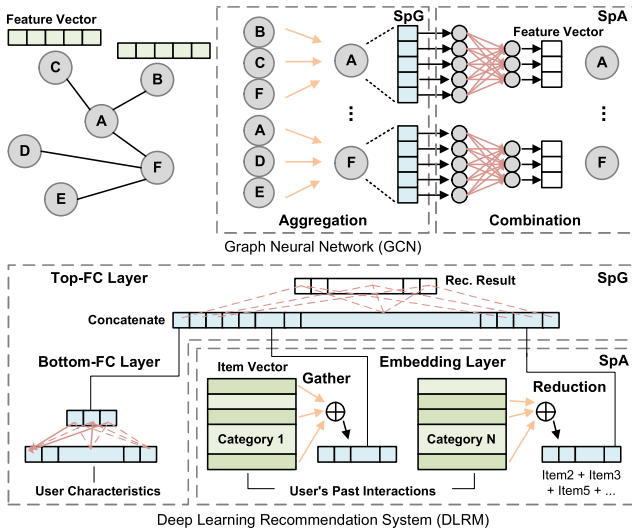 Feature Vector
C
B
A
D
F
E
SpG
B
C
F
A
⋮
A
D
E
F
Aggregation
SpA
Feature Vector
A
⋮
F
Combination
Graph Neural Network (GCN)
Top-FC Layer
SpG
Rec. Result
Concatenate
Bottom-FC Layer
User Characteristics
SpA
Item Vector
Embedding Layer
Gather
Reduction
Category 1
Category N
User's Past Interactions
Item2 + Item3
+ Item5 + ...
Deep Learning Recommendation System (DLRM)